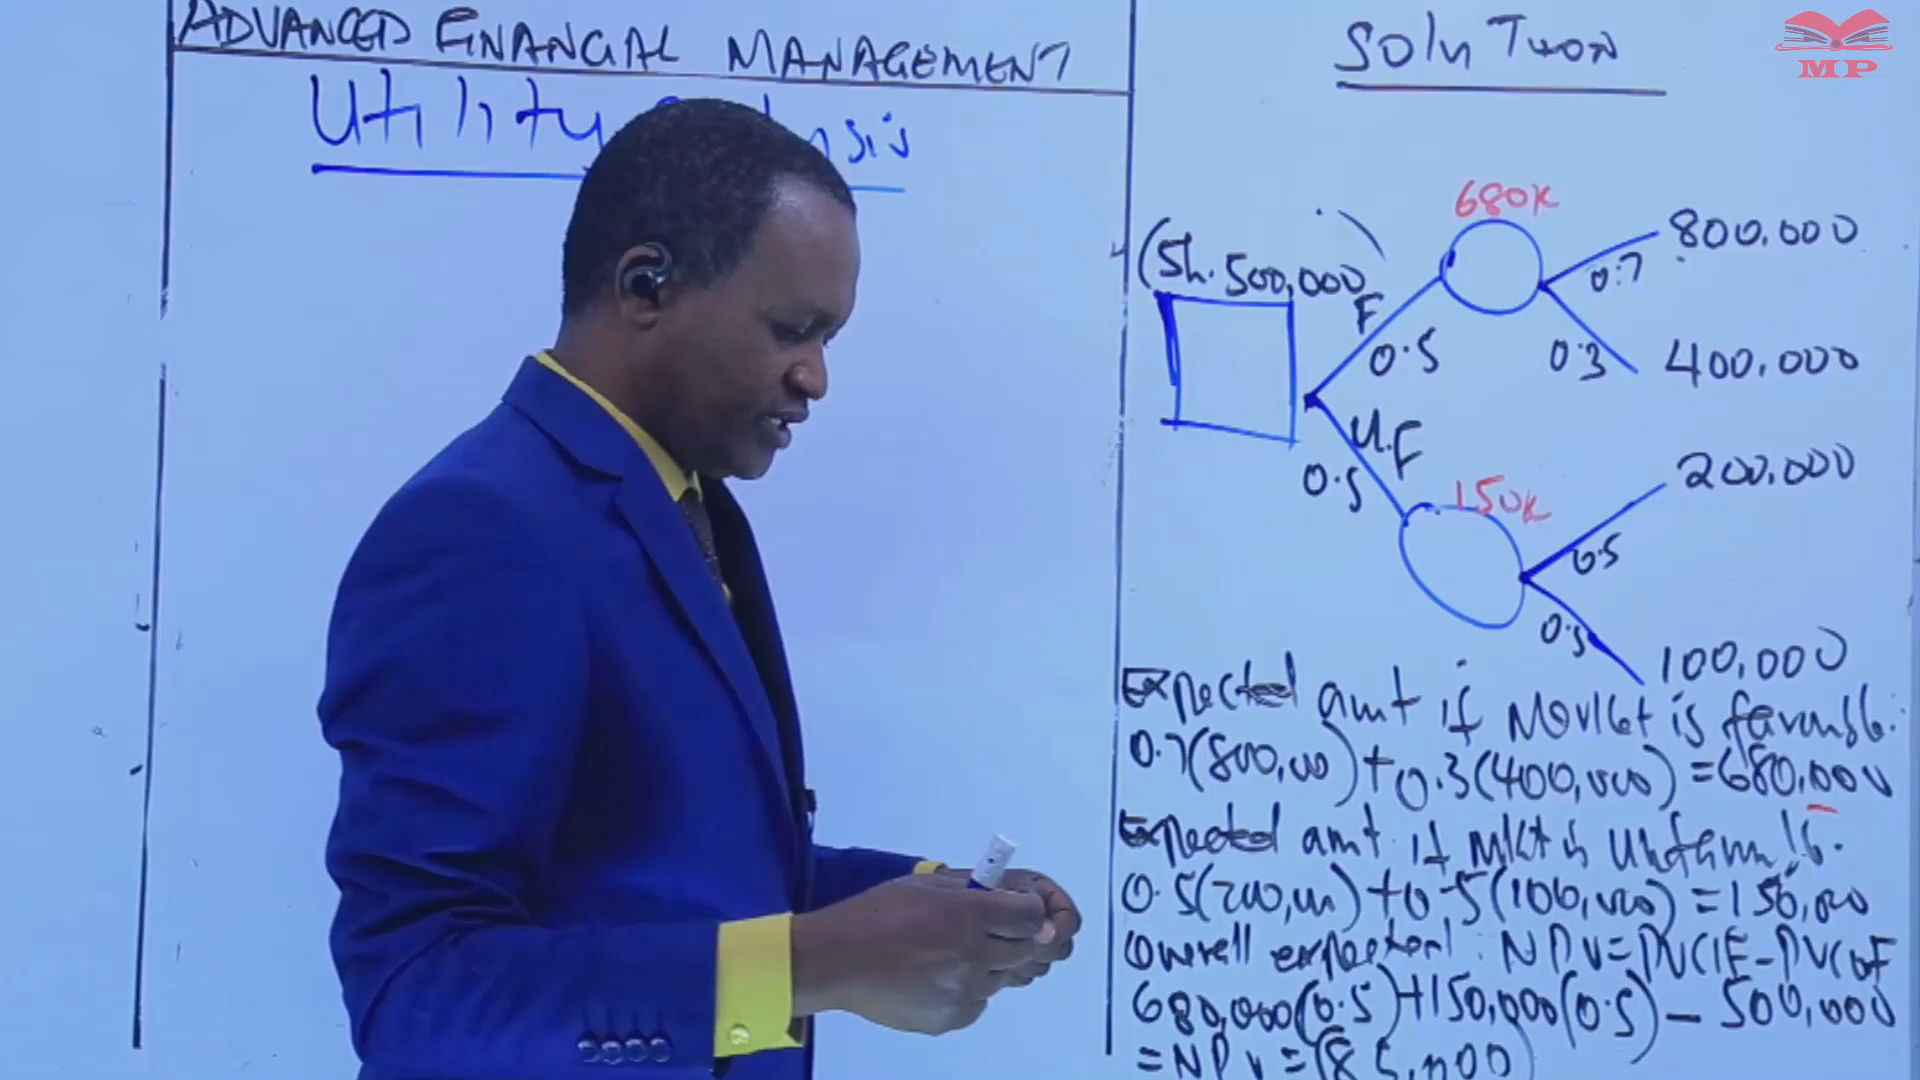 ADVANCED FINANCIAL MANAGEMENT
Utility
Solution
MP
680K
(Sh. 500,000)
F
0.5
0.7
800,000
0.3
400,000
U.F
0.5
150K
0.5
200,000
0.5
100,000
Expected amt if Market is favourable.
0.7(800,000) + 0.3(400,000) = 680,000
Expected amt if mkt is unfavourable.
0.5(200,000) + 0.5(100,000) = 150,000
Overall expected NPV = PVCIF - PVCOF
680,000(0.5) + 150,000(0.5) - 500,000
= NPV = (85,000)